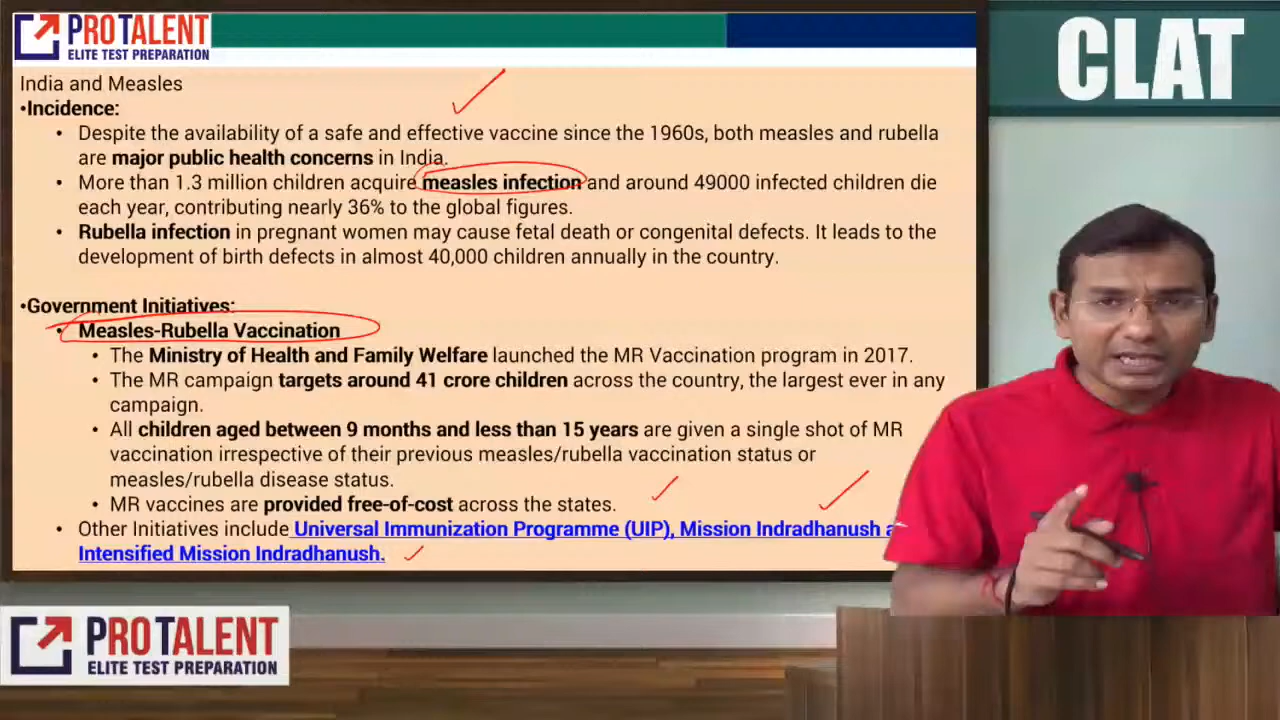 PROTALENT
ELITE TEST PREPARATION
CLAT
India and Measles
•Incidence:
• Despite the availability of a safe and effective vaccine since the 1960s, both measles and rubella
are major public health concerns in India.
• More than 1.3 million children acquire measles infection and around 49000 infected children die
each year, contributing nearly 36% to the global figures.
• Rubella infection in pregnant women may cause fetal death or congenital defects. It leads to the
development of birth defects in almost 40,000 children annually in the country.
•Government Initiatives:
• Measles-Rubella Vaccination
• The Ministry of Health and Family Welfare launched the MR Vaccination program in 2017.
• The MR campaign targets around 41 crore children across the country, the largest ever in any
campaign.
• All children aged between 9 months and less than 15 years are given a single shot of MR
vaccination irrespective of their previous measles/rubella vaccination status or
measles/rubella disease status.
• MR vaccines are provided free-of-cost across the states.
• Other Initiatives include Universal Immunization Programme (UIP), Mission Indradhanush
Intensified Mission Indradhanush.
PROTALENT
ELITE TEST PREPARATION